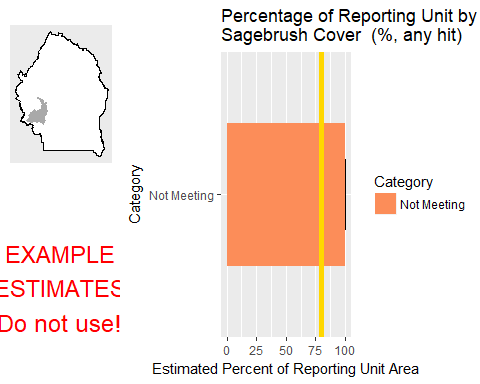 Percentage of Reporting Unit by
Sagebrush Cover (%, any hit)
Category
Not Meeting
Category
Not Meeting
EXAMPLE
ESTIMATES
Do not use!
0 25 50 75 100
Estimated Percent of Reporting Unit Area